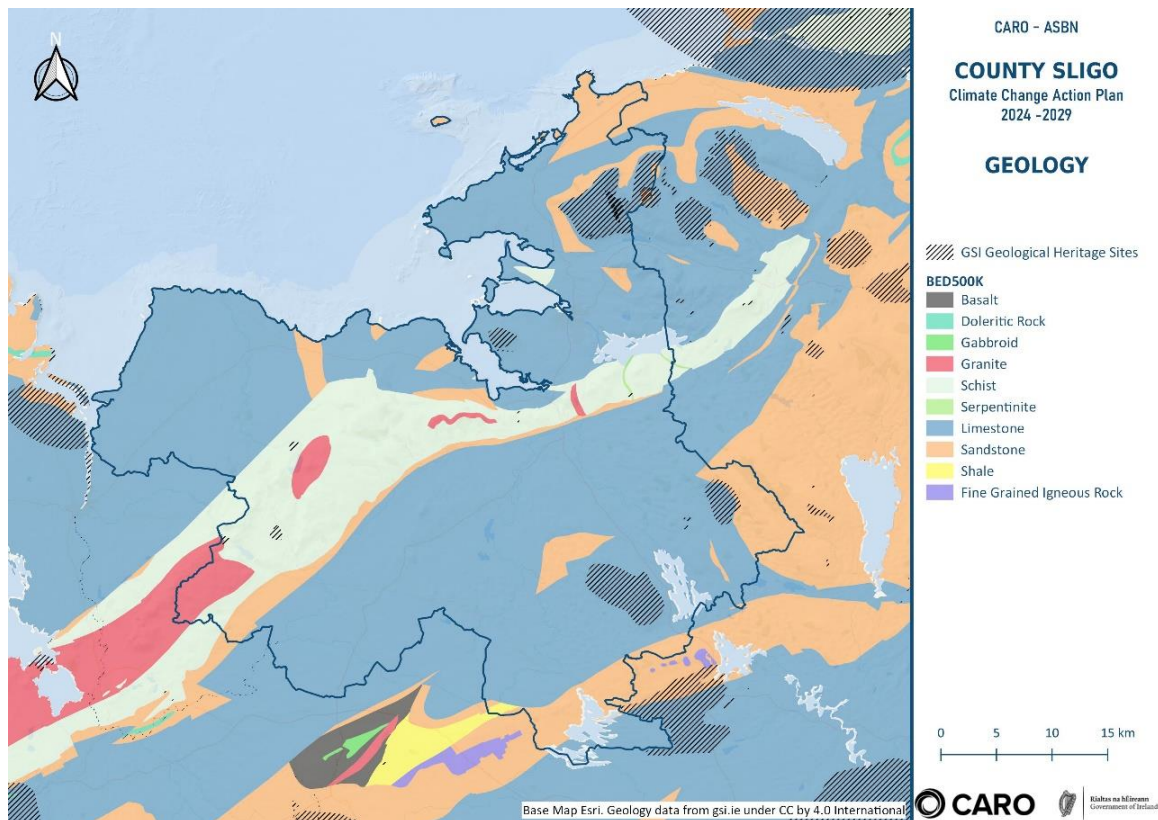 N
CARO - ASBN
COUNTY SLIGO
Climate Change Action Plan
2024 -2029
GEOLOGY
GSI Geological Heritage Sites
BED500K
Basalt
Doleritic Rock
Gabbroid
Granite
Schist
Serpentinite
Limestone
Sandstone
Shale
Fine Grained Igneous Rock
0 5 10 15 km
Base Map Esri. Geology data from gsi.ie under CC by 4.0 International
CARO
Rialtas na hÉireann
Government of Ireland